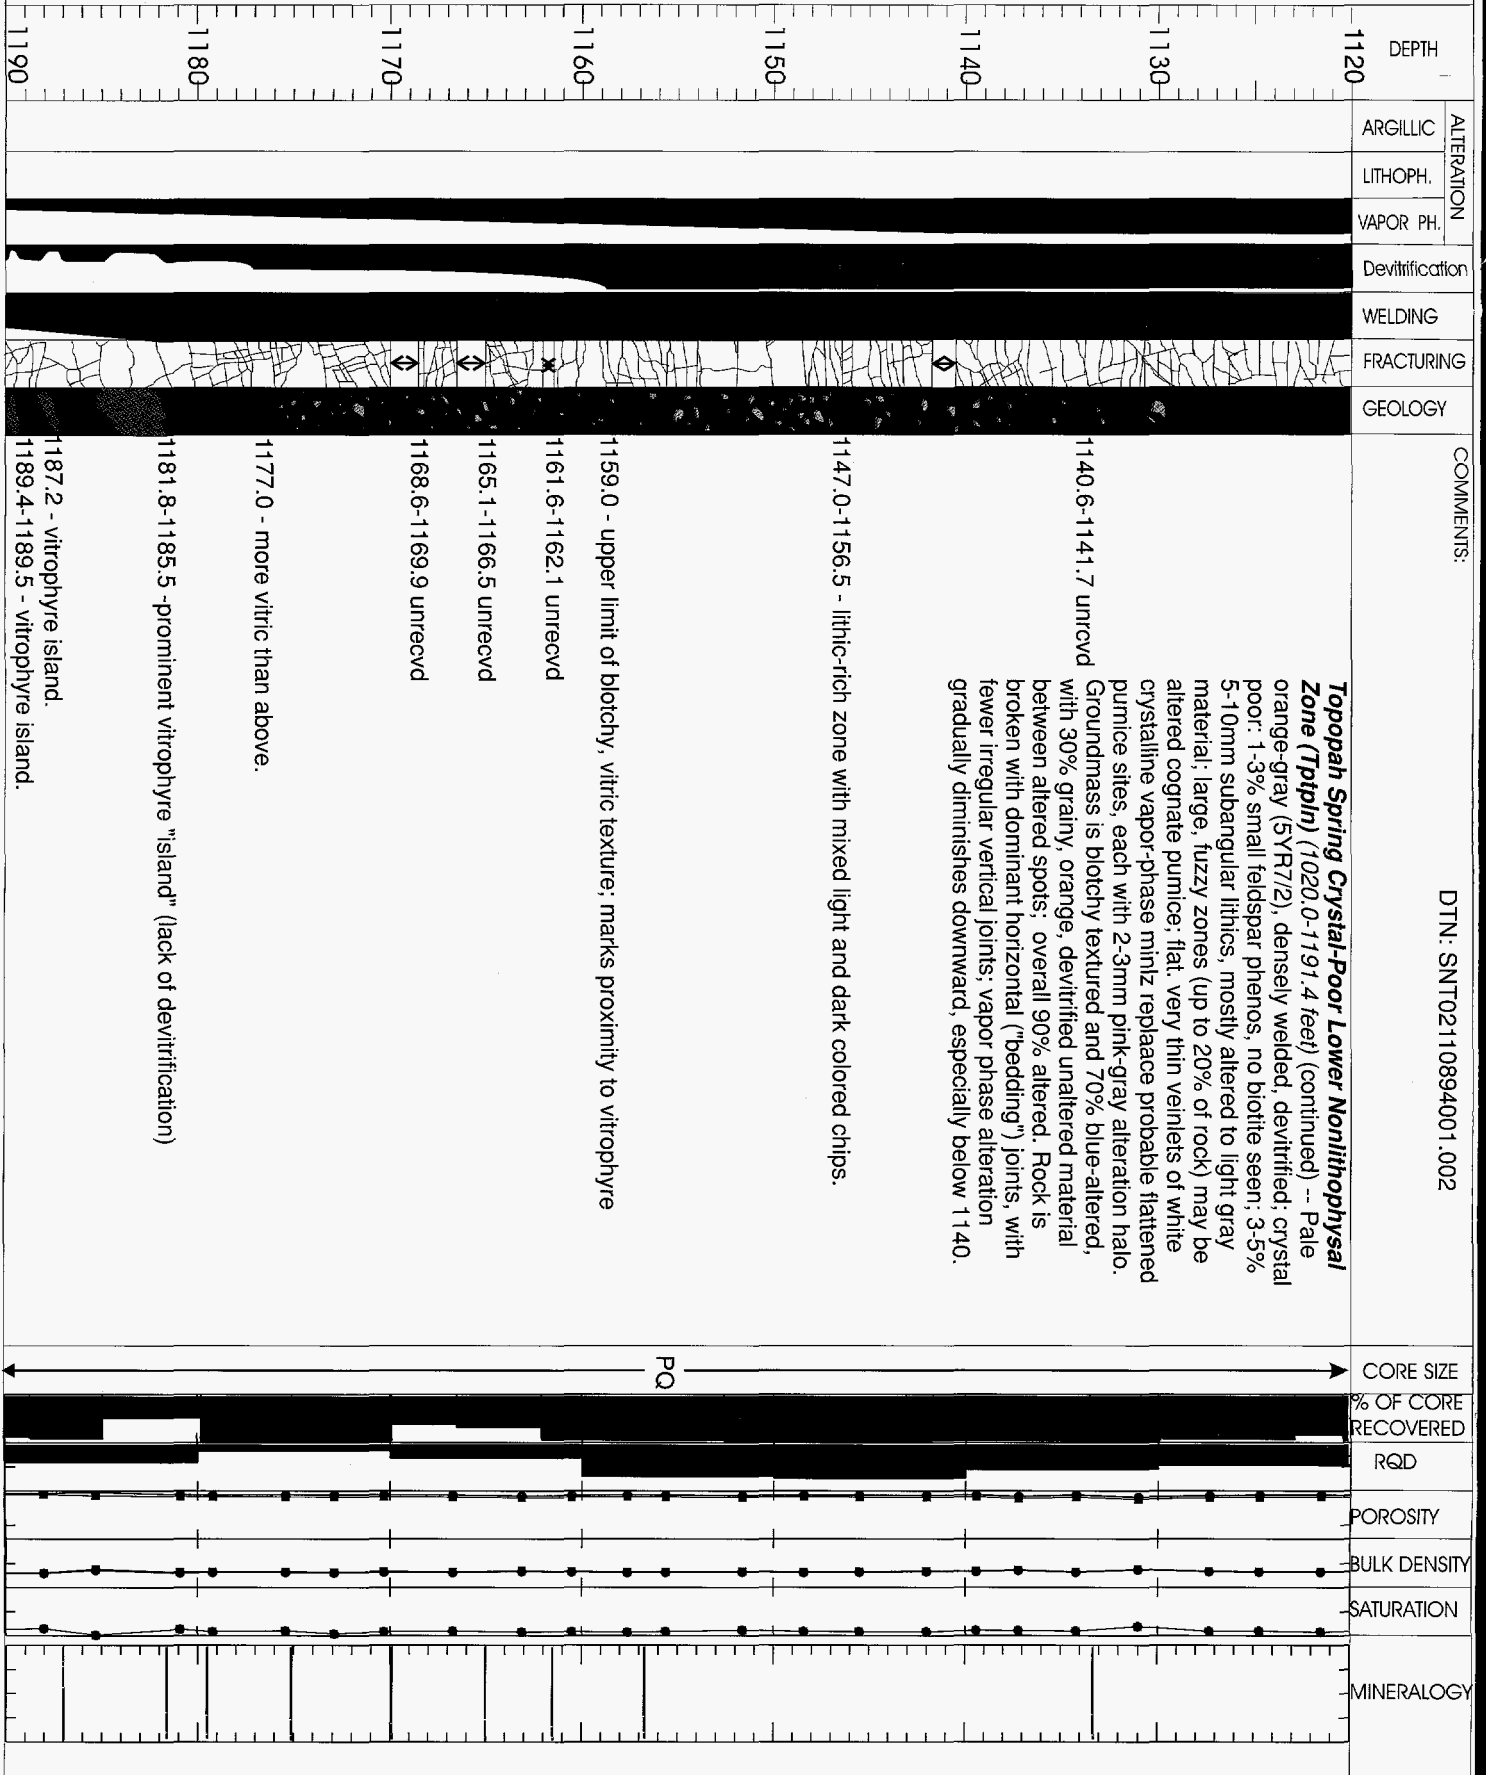 DEPTH
ALTERATION
ARGILLIC
LITHOPH.
VAPOR PH.
Devitrification
WELDING
FRACTURING
GEOLOGY
COMMENTS:
DTN: SNT02110894001.002
CORE SIZE
% OF CORE
RECOVERED
RQD
POROSITY
BULK DENSITY
SATURATION
MINERALOGY
1120
1130
1140
1150
1160
1170
1180
1190
Topopah Spring Crystal-Poor Lower Nonlithophysal
Zone (Tptpln) (1020.0-1191.4 feet) (continued) -- Pale
orange-gray (5YR7/2), densely welded, devitrified; crystal
poor: 1-3% small feldspar phenos, no biotite seen; 3-5%
5-10mm subangular lithics, mostly altered to light gray
material; large, fuzzy zones (up to 20% of rock) may be
altered cognate pumice; flat. very thin veinlets of white
crystalline vapor-phase minlz replaace probable flattened
pumice sites, each with 2-3mm pink-gray alteration halo.
Groundmass is blotchy textured and 70% blue-altered,
with 30% grainy, orange, devitrified unaltered material
between altered spots; overall 90% altered. Rock is
broken with dominant horizontal ("bedding") joints, with
fewer irregular vertical joints; vapor phase alteration
gradually diminishes downward, especially below 1140.
1140.6-1141.7 unrcvd
1147.0-1156.5 - lithic-rich zone with mixed light and dark colored chips.
1159.0 - upper limit of blotchy, vitric texture; marks proximity to vitrophyre
1161.6-1162.1 unrecvd
1165.1-1166.5 unrecvd
1168.6-1169.9 unrecvd
1177.0 - more vitric than above.
1181.8-1185.5 -prominent vitrophyre "island" (lack of devitrification)
1187.2 - vitrophyre island.
1189.4-1189.5 - vitrophyre island.
PQ